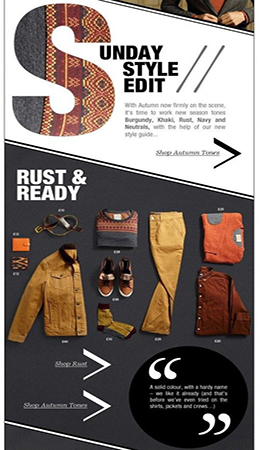 SUNDAY
STYLE
EDIT
With Autumn now firmly on the scene,
it's time to work new season tones
Burgundy, Khaki, Rust, Navy and
Neutrals, with the help of our new
style guide...
Shop Autumn Tones
RUST &
READY
Shop Rust
Shop Autumn Tones
A solid colour, with a hardy name
– we like it already (and that's
before we've even tried on the
shirts, jackets and crews...)